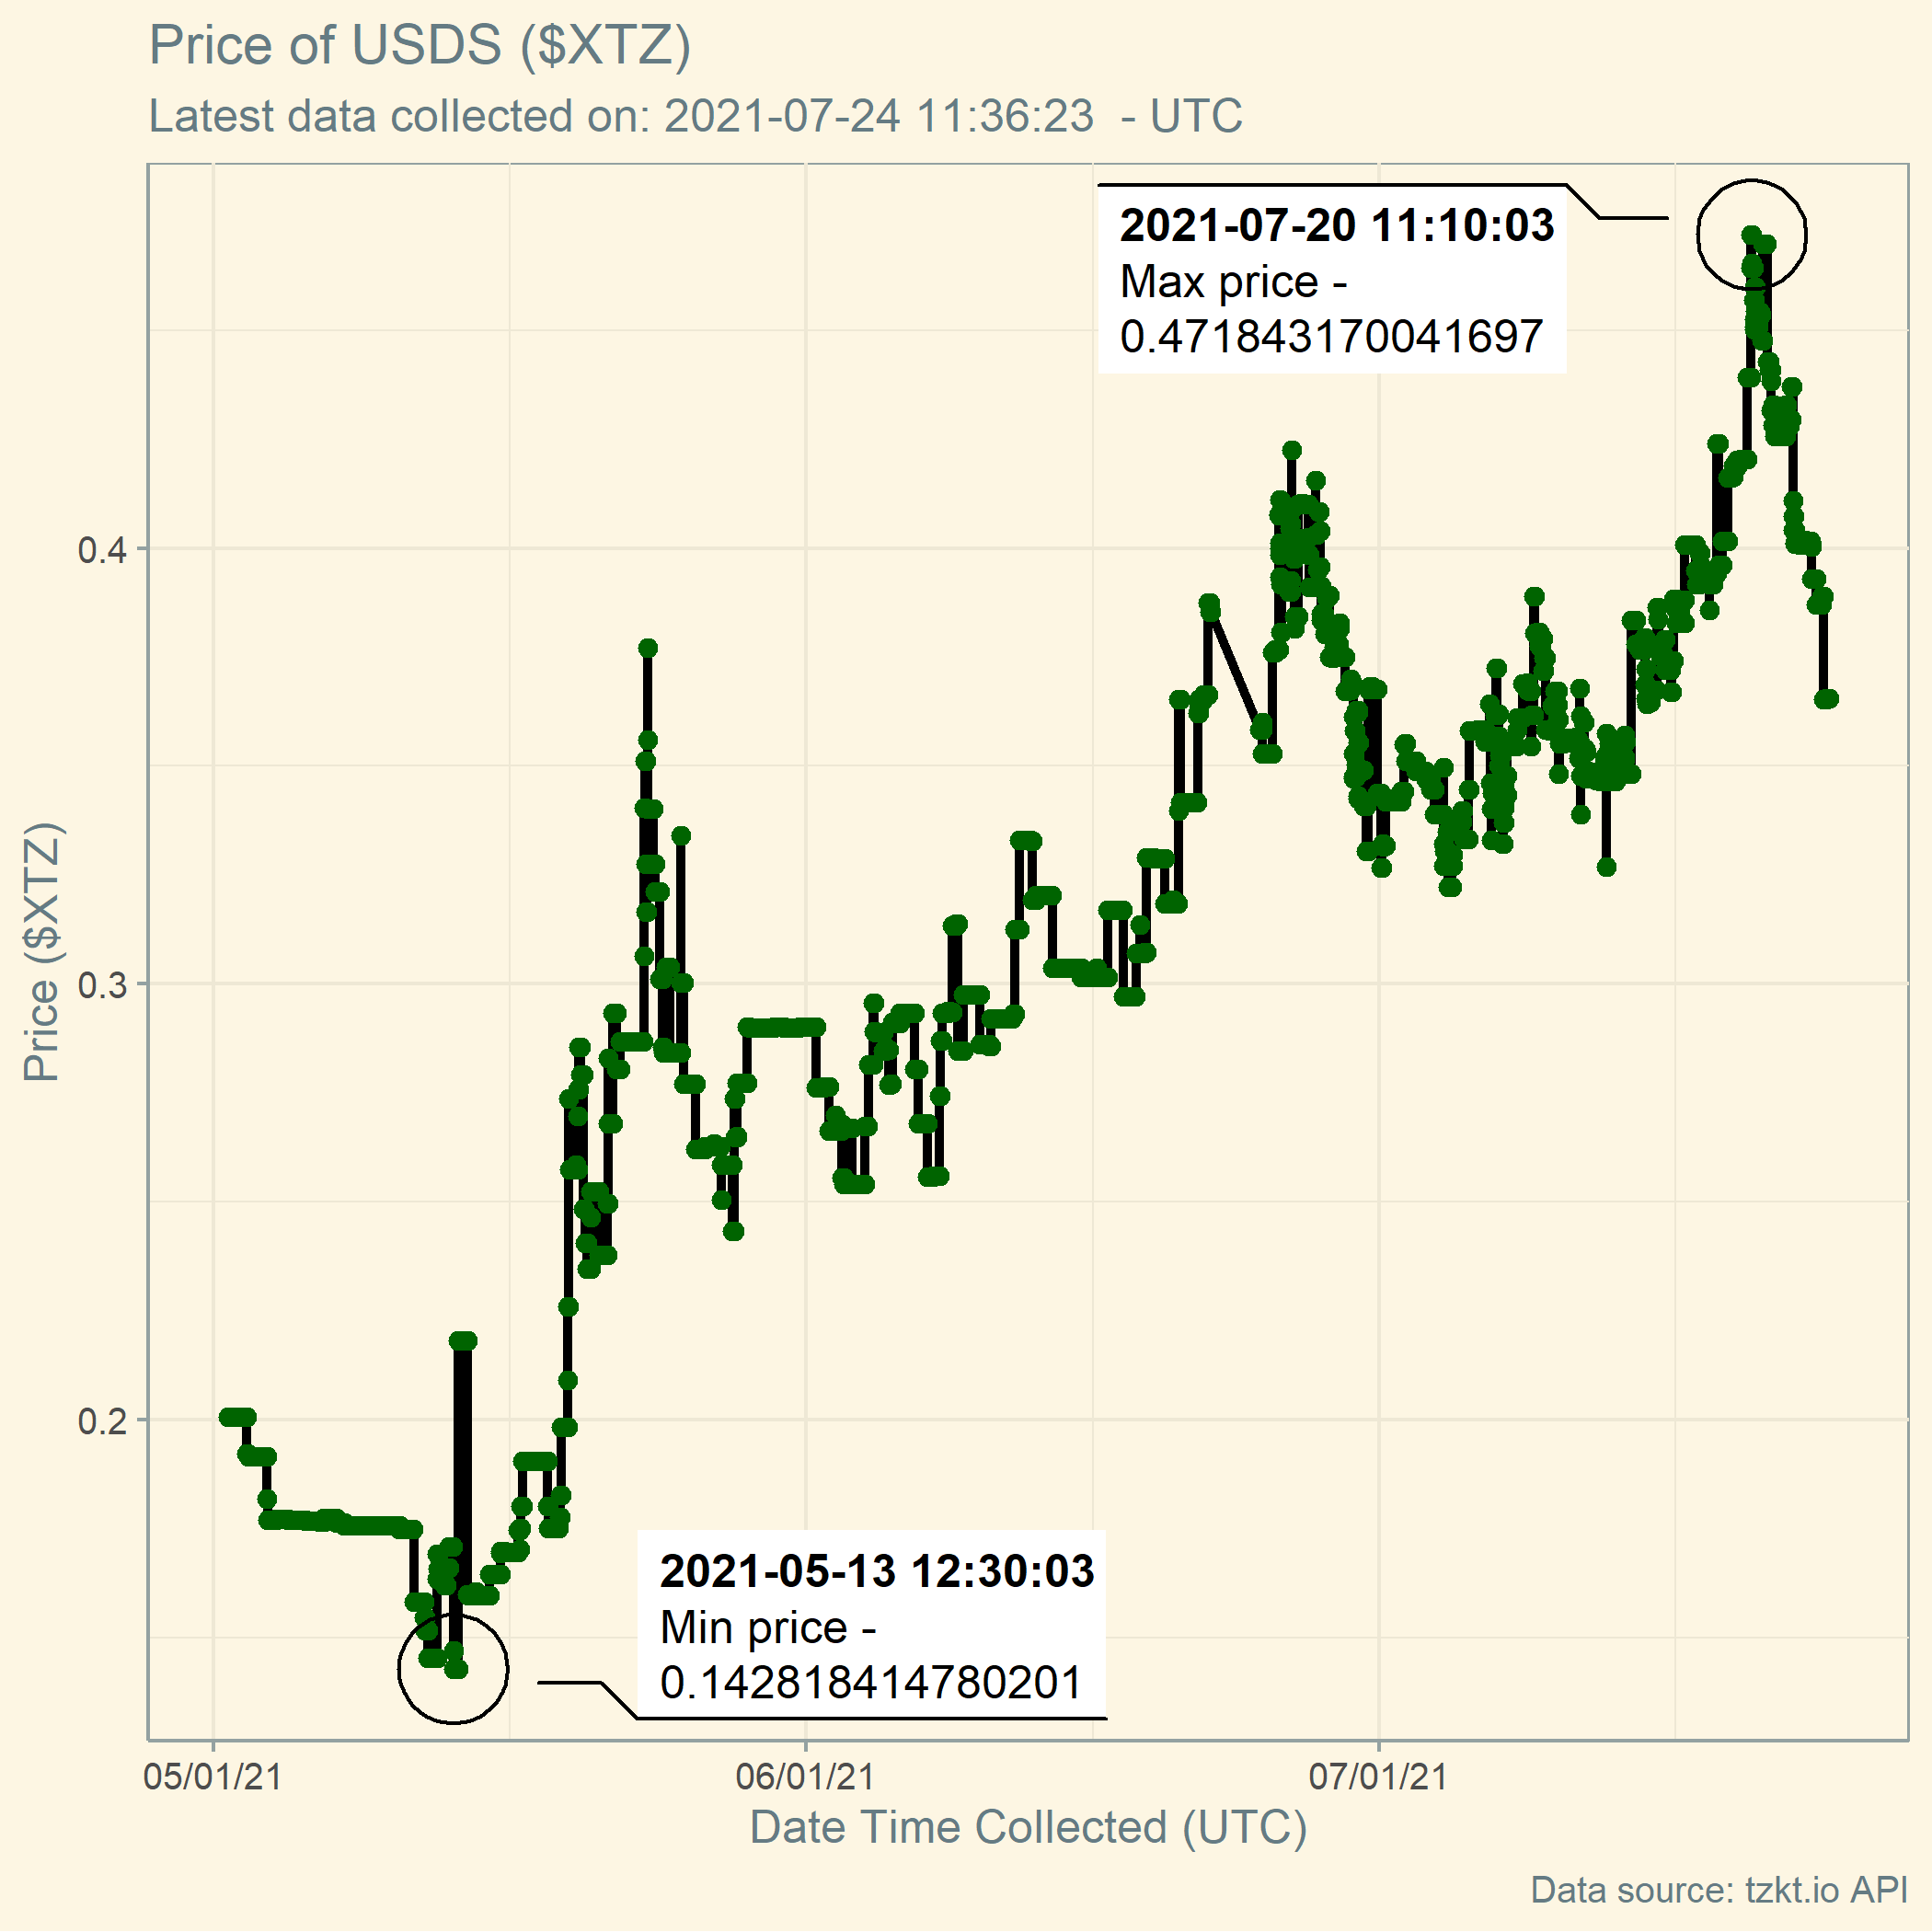 Price of USDS ($XTZ)
Latest data collected on: 2021-07-24 11:36:23  - UTC
2021-07-20 11:10:03
Max price -
0.471843170041697
0.4
0.3
0.2
Price ($XTZ)
2021-05-13 12:30:03
Min price -
0.142818414780201
05/01/21
06/01/21
07/01/21
Date Time Collected (UTC)
Data source: tzkt.io API